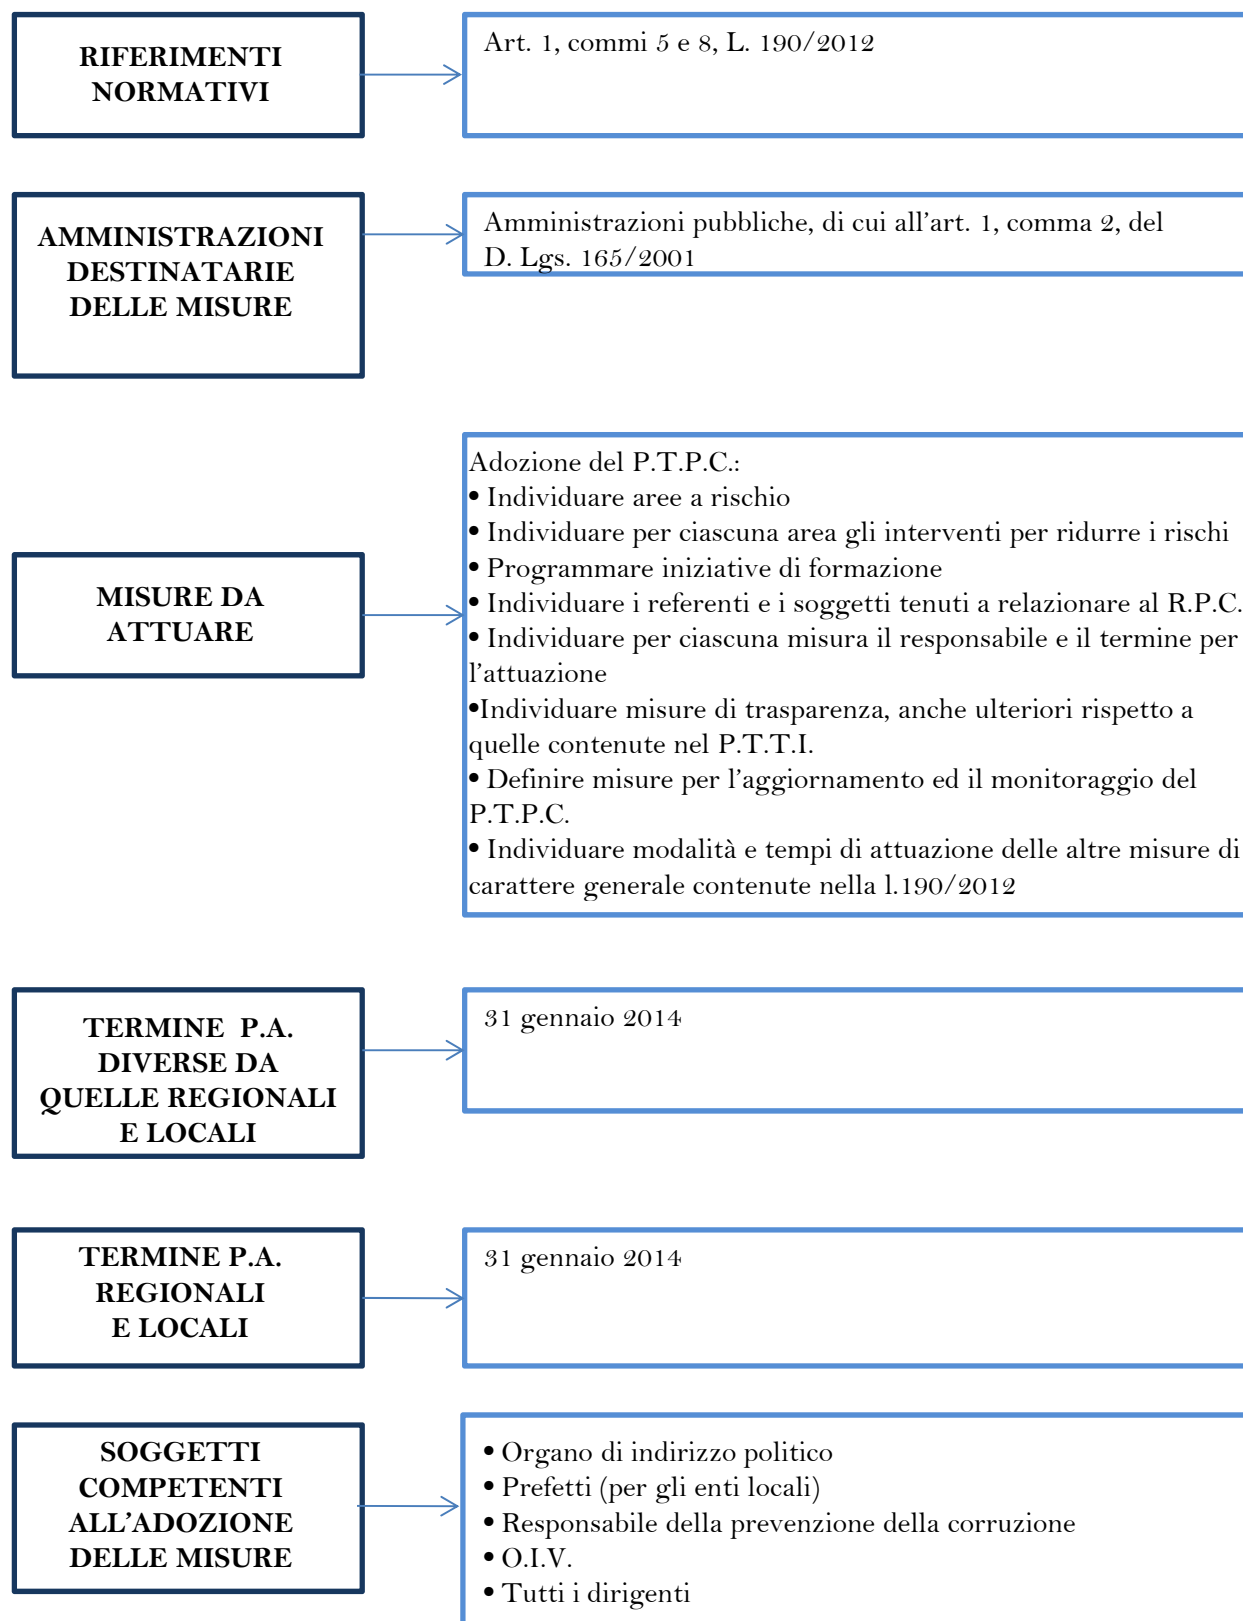 RIFERIMENTI
NORMATIVI
Art. 1, commi 5 e 8, L. 190/2012
AMMINISTRAZIONI
DESTINATARIE
DELLE MISURE
Amministrazioni pubbliche, di cui all’art. 1, comma 2, del
D. Lgs. 165/2001
MISURE DA
ATTUARE
Adozione del P.T.P.C.:
• Individuare aree a rischio
• Individuare per ciascuna area gli interventi per ridurre i rischi
• Programmare iniziative di formazione
• Individuare i referenti e i soggetti tenuti a relazionare al R.P.C.
• Individuare per ciascuna misura il responsabile e il termine per
l’attuazione
•Individuare misure di trasparenza, anche ulteriori rispetto a
quelle contenute nel P.T.T.I.
• Definire misure per l’aggiornamento ed il monitoraggio del
P.T.P.C.
• Individuare modalità e tempi di attuazione delle altre misure di
carattere generale contenute nella l.190/2012
TERMINE P.A.
DIVERSE DA
QUELLE REGIONALI
E LOCALI
31 gennaio 2014
TERMINE P.A.
REGIONALI
E LOCALI
31 gennaio 2014
SOGGETTI
COMPETENTI
ALL’ADOZIONE
DELLE MISURE
• Organo di indirizzo politico
• Prefetti (per gli enti locali)
• Responsabile della prevenzione della corruzione
• O.I.V.
• Tutti i dirigenti